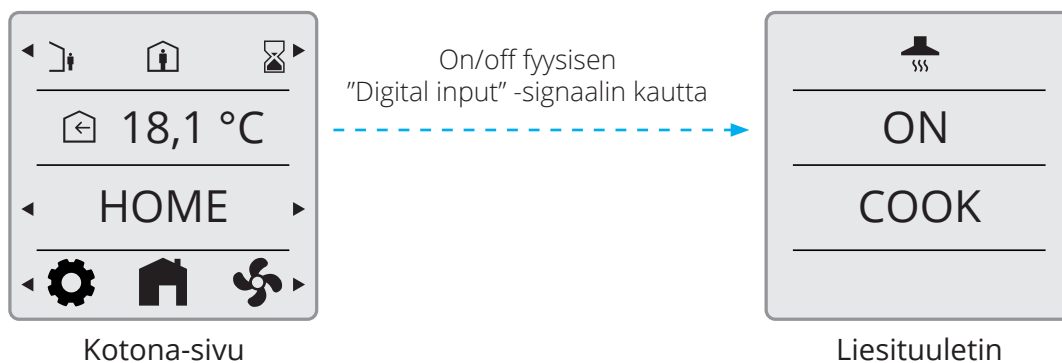 18,1 °C
HOME
Kotona-sivu
On/off fyysisen
”Digital input” -signaalin kautta
ON
COOK
Liesituuletin